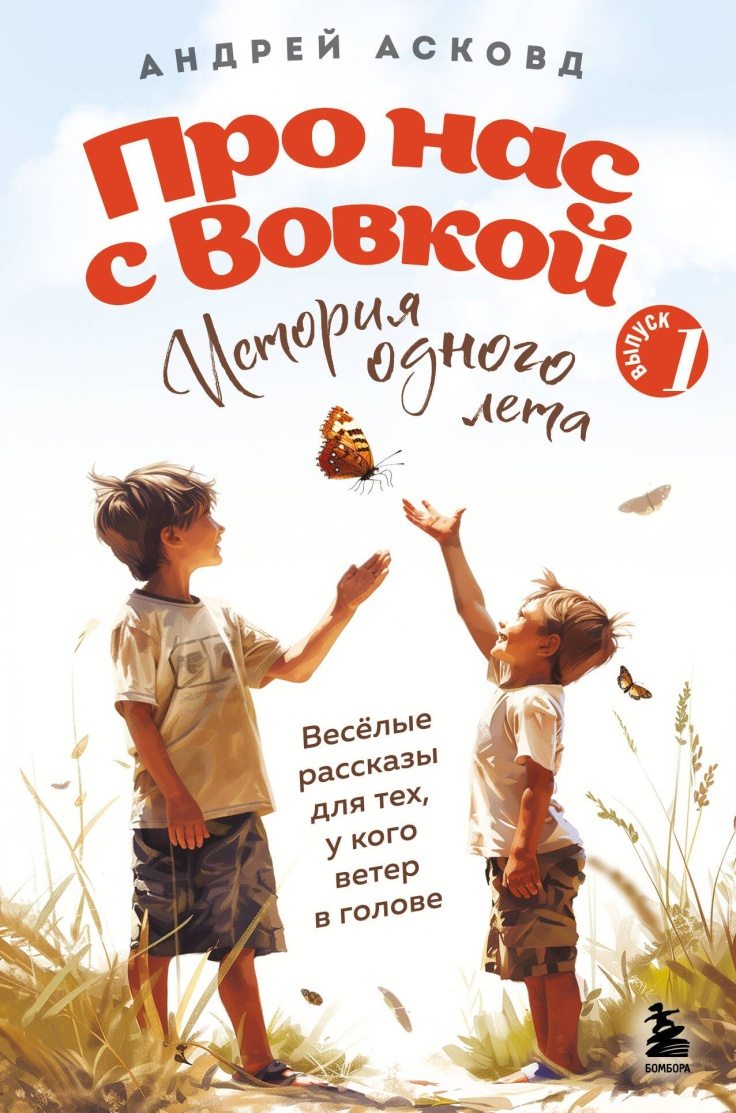 АНДРЕЙ АСКОВД
Про нас
с Вовкой
История
одного
лета
ВЫПУСК 1
Весёлые
рассказы
для тех,
у кого
ветер
в голове
БОМБОРА